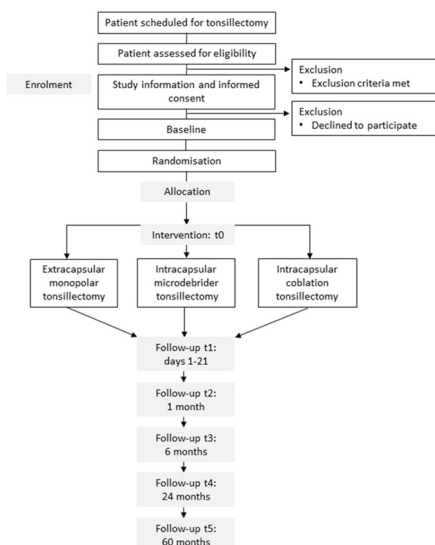 Patient scheduled for tonsillectomy
Patient assessed for eligibility
Exclusion
• Exclusion criteria met
Enrolment
Study information and informed
consent
Exclusion
• Declined to participate
Baseline
Randomisation
Allocation
Intervention: t0
Extracapsular
monopolar
tonsillectomy
Intracapsular
microdebrider
tonsillectomy
Intracapsular
coblation
tonsillectomy
Follow-up t1:
days 1-21
Follow-up t2:
1 month
Follow-up t3:
6 months
Follow-up t4:
24 months
Follow-up t5:
60 months